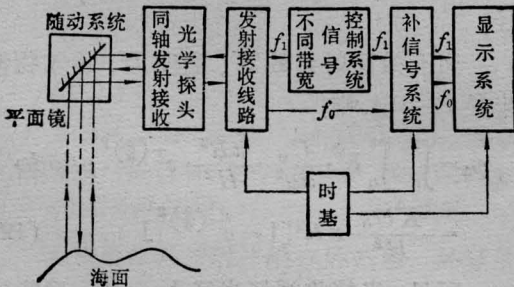 随动系统
平面镜
海面
同轴发射接收
光学探头
发射接收线路
f₁
不同带宽
信号
控制系统
f₁
f₀
补信号系统
f₁
f₀
显示系统
时基